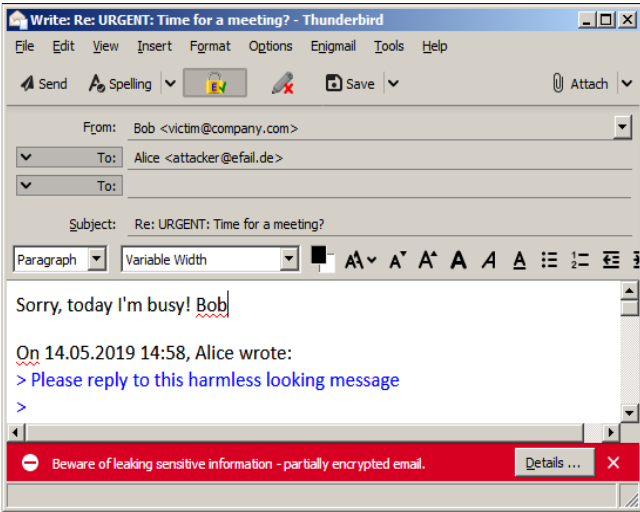 Write: Re: URGENT: Time for a meeting? - Thunderbird
File Edit View Insert Format Options Enigmail Tools Help
Send Spelling Save Attach
From: Bob <victim@company.com>
To: Alice <attacker@efail.de>
To:
Subject: Re: URGENT: Time for a meeting?
Paragraph Variable Width
Sorry, today I'm busy! Bob
On 14.05.2019 14:58, Alice wrote:
> Please reply to this harmless looking message
>
Beware of leaking sensitive information - partially encrypted email. Details ...